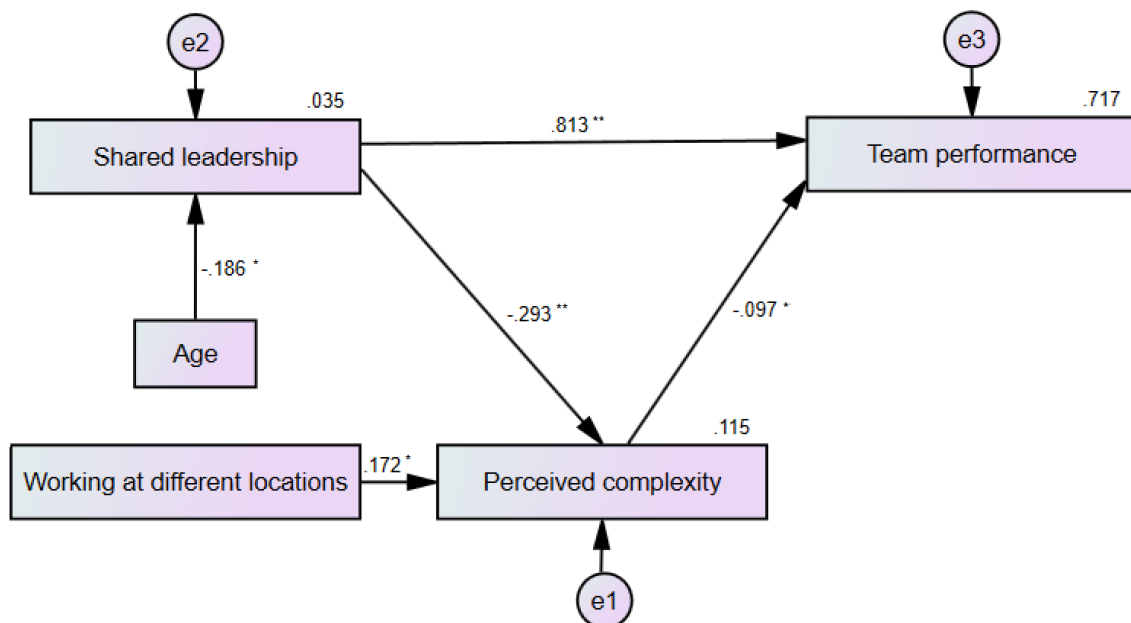 e2
e3
.035
.717
Shared leadership
.813 **
Team performance
-.186 *
-.293 **
-.097 *
Age
.115
Working at different locations
.172 *
Perceived complexity
e1